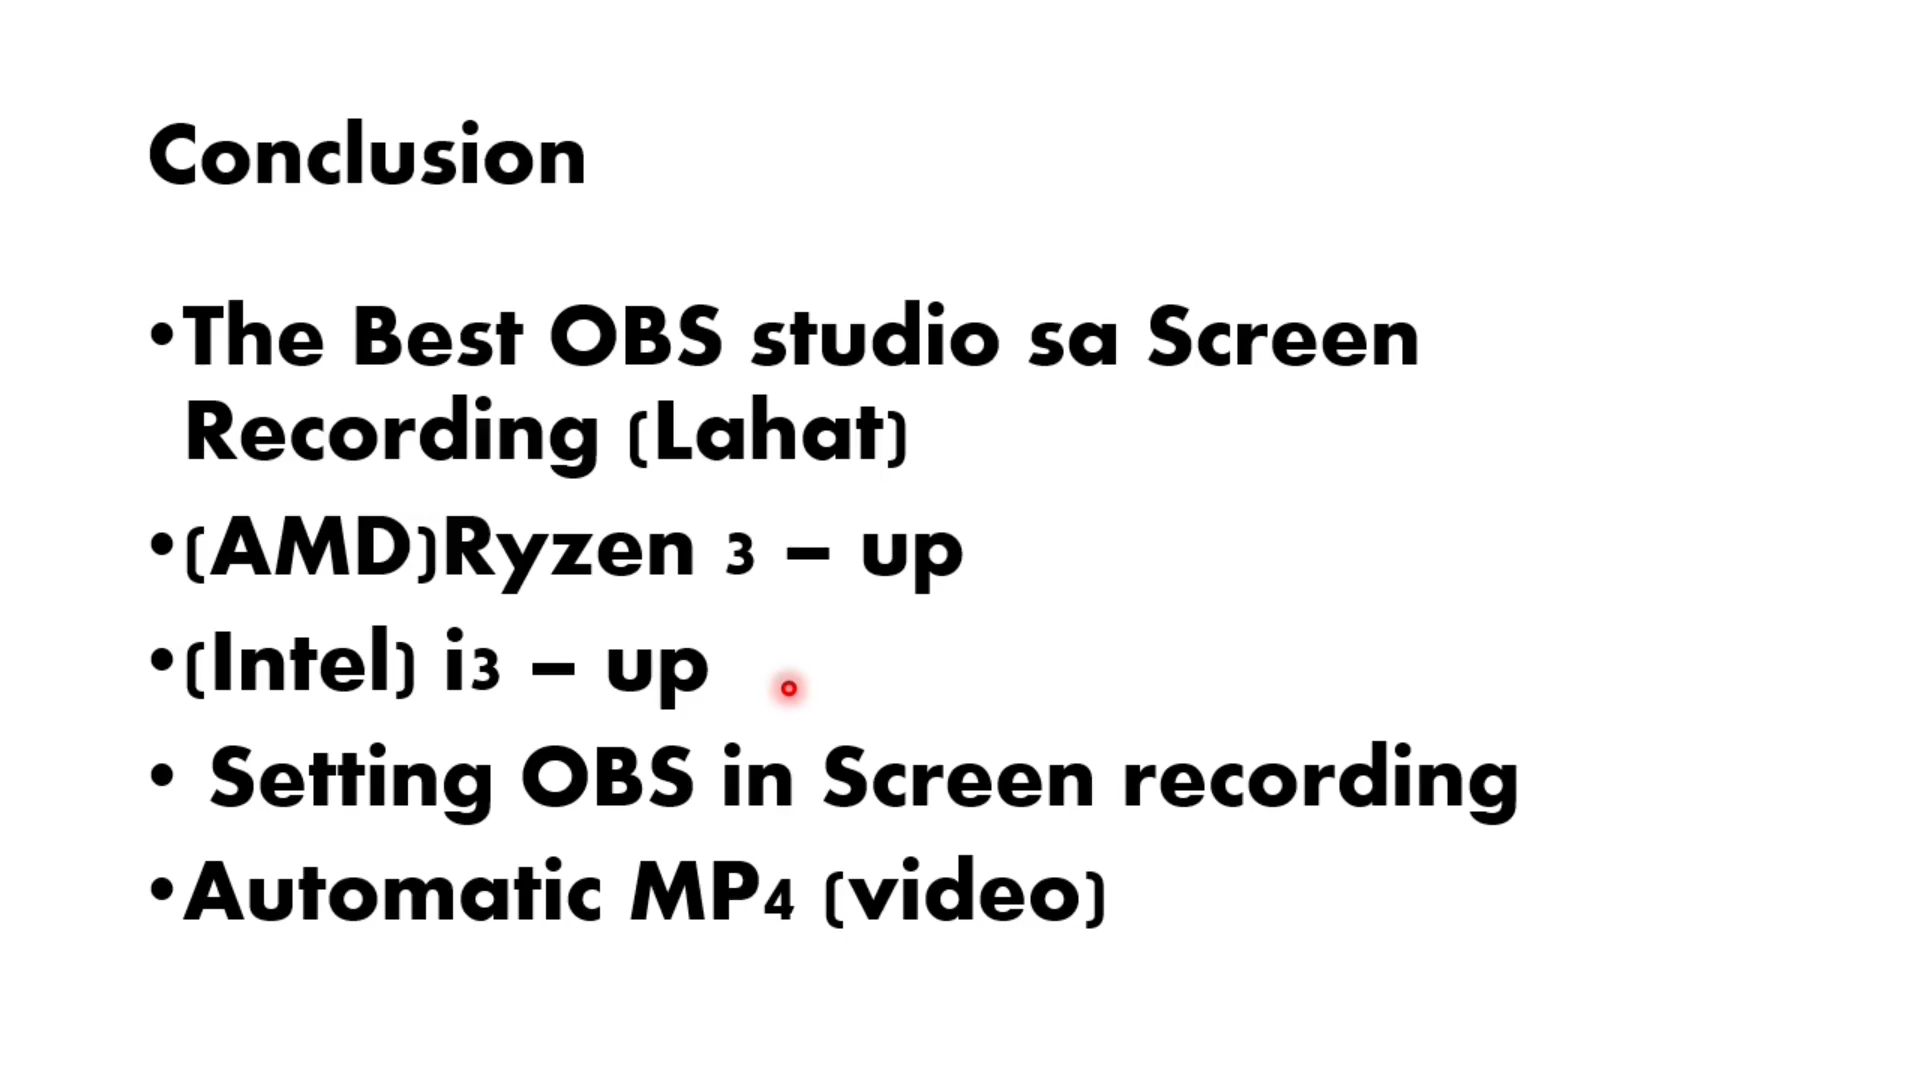 Conclusion
•The Best OBS studio sa Screen
Recording (Lahat)
•(AMD)Ryzen 3 – up
•(Intel) i3 – up
• Setting OBS in Screen recording
•Automatic MP4 (video)